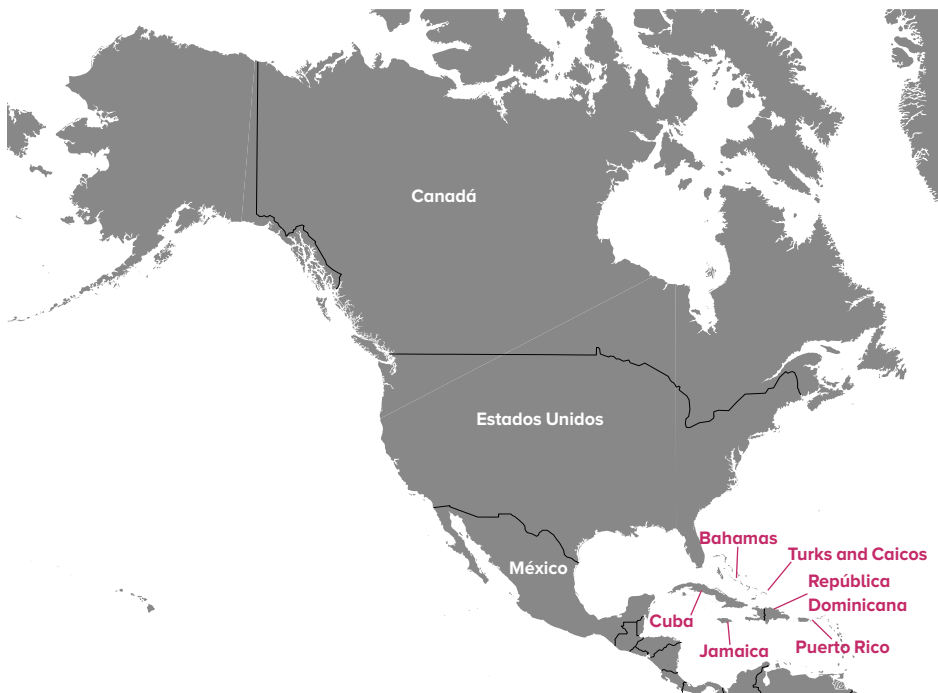 Canadá
Estados Unidos
México
Bahamas
Turks and Caicos
República
Dominicana
Cuba
Jamaica
Puerto Rico